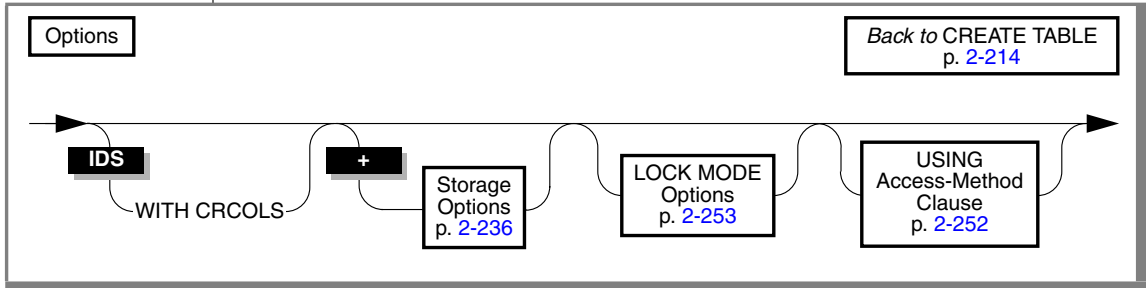 Options
Back to CREATE TABLE
p. 2-214
IDS
+
WITH CRCOLS
Storage
Options
p. 2-236
LOCK MODE
Options
p. 2-253
USING
Access-Method
Clause
p. 2-252